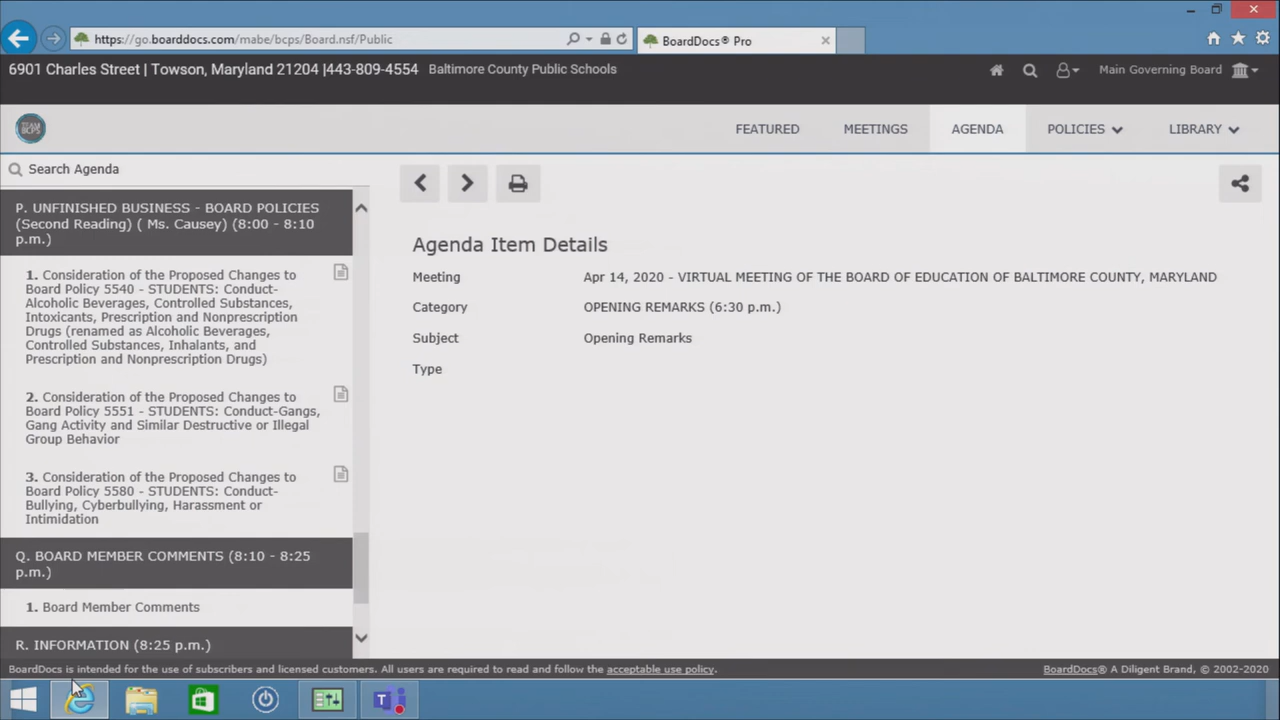 https://go.boarddocs.com/mabe/bcps/Board.nsf/Public
BoardDocs® Pro
6901 Charles Street | Towson, Maryland 21204 |443-809-4554 Baltimore County Public Schools
Main Governing Board
TEAM
BCPS
FEATURED
MEETINGS
AGENDA
POLICIES
LIBRARY
Search Agenda
P. UNFINISHED BUSINESS - BOARD POLICIES
(Second Reading) ( Ms. Causey) (8:00 - 8:10
p.m.)
1. Consideration of the Proposed Changes to
Board Policy 5540 - STUDENTS: Conduct-
Alcoholic Beverages, Controlled Substances,
Intoxicants, Prescription and Nonprescription
Drugs (renamed as Alcoholic Beverages,
Controlled Substances, Inhalants, and
Prescription and Nonprescription Drugs)
2. Consideration of the Proposed Changes to
Board Policy 5551 - STUDENTS: Conduct-Gangs,
Gang Activity and Similar Destructive or Illegal
Group Behavior
3. Consideration of the Proposed Changes to
Board Policy 5580 - STUDENTS: Conduct-
Bullying, Cyberbullying, Harassment or
Intimidation
Q. BOARD MEMBER COMMENTS (8:10 - 8:25
p.m.)
1. Board Member Comments
R. INFORMATION (8:25 p.m.)
Agenda Item Details
Meeting Apr 14, 2020 - VIRTUAL MEETING OF THE BOARD OF EDUCATION OF BALTIMORE COUNTY, MARYLAND
Category OPENING REMARKS (6:30 p.m.)
Subject Opening Remarks
Type
BoardDocs is intended for the use of subscribers and licensed customers. All users are required to read and follow the acceptable use policy.
BoardDocs® A Diligent Brand, © 2002-2020